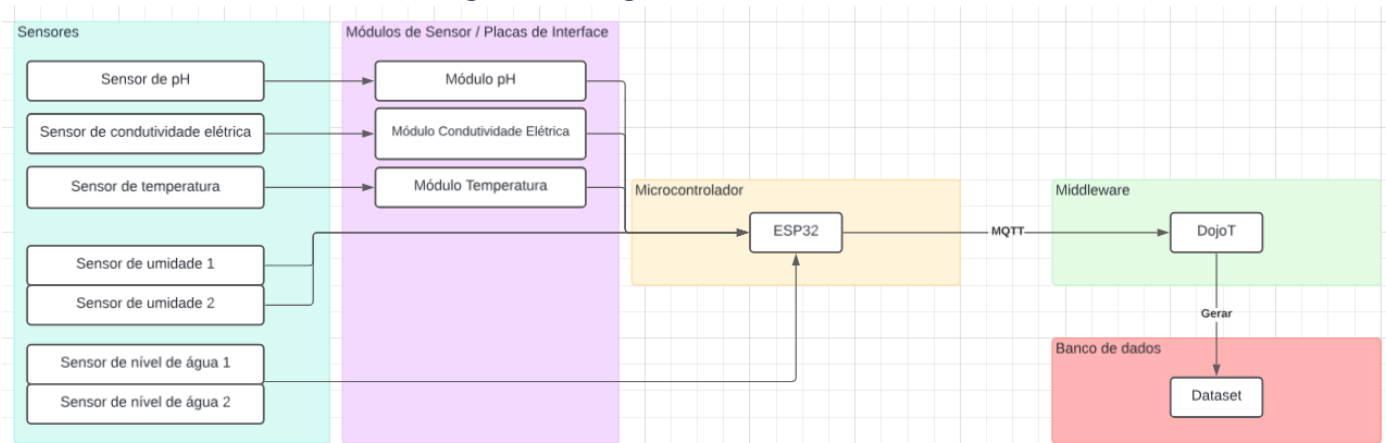 Sensores
Módulos de Sensor / Placas de Interface
Sensor de pH
Módulo pH
Sensor de condutividade elétrica
Módulo Condutividade Elétrica
Sensor de temperatura
Módulo Temperatura
Microcontrolador
Middleware
ESP32
MQTT
DojoT
Sensor de umidade 1
Sensor de umidade 2
Gerar
Banco de dados
Sensor de nível de água 1
Dataset
Sensor de nível de água 2